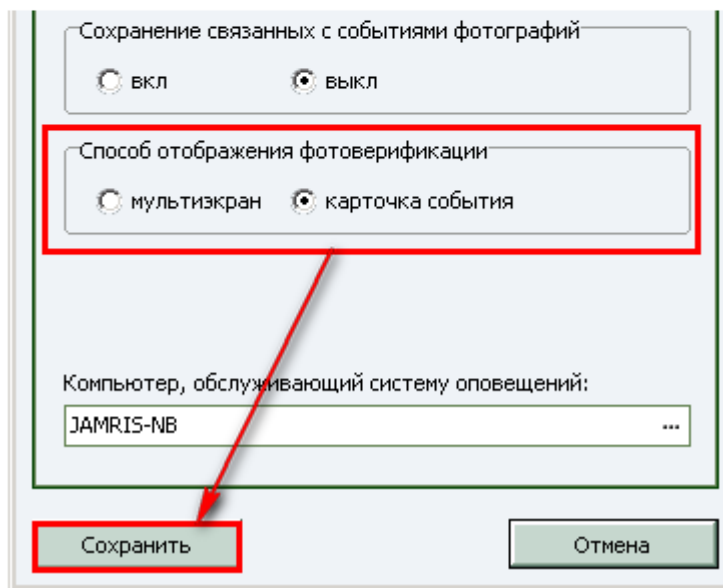 Сохранение связанных с событиями фотографий
вкл выкл
Способ отображения фотоверификации
мультиэкран карточка события
Компьютер, обслуживающий систему оповещений:
JAMRIS-NB ...
Сохранить Отмена